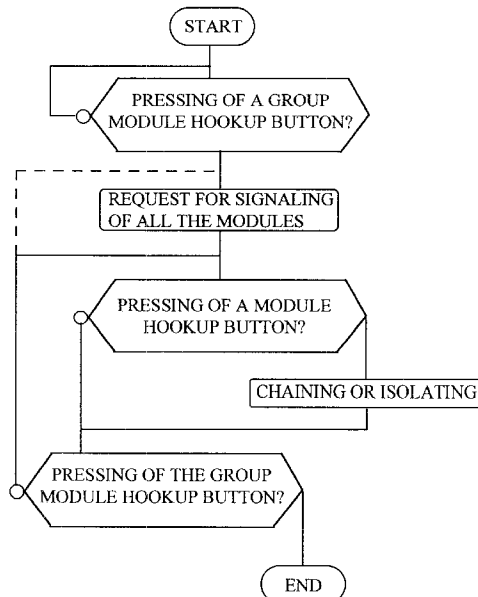 START
PRESSING OF A GROUP
MODULE HOOKUP BUTTON?
REQUEST FOR SIGNALING
OF ALL THE MODULES
PRESSING OF A MODULE
HOOKUP BUTTON?
CHAINING OR ISOLATING
PRESSING OF THE GROUP
MODULE HOOKUP BUTTON?
END